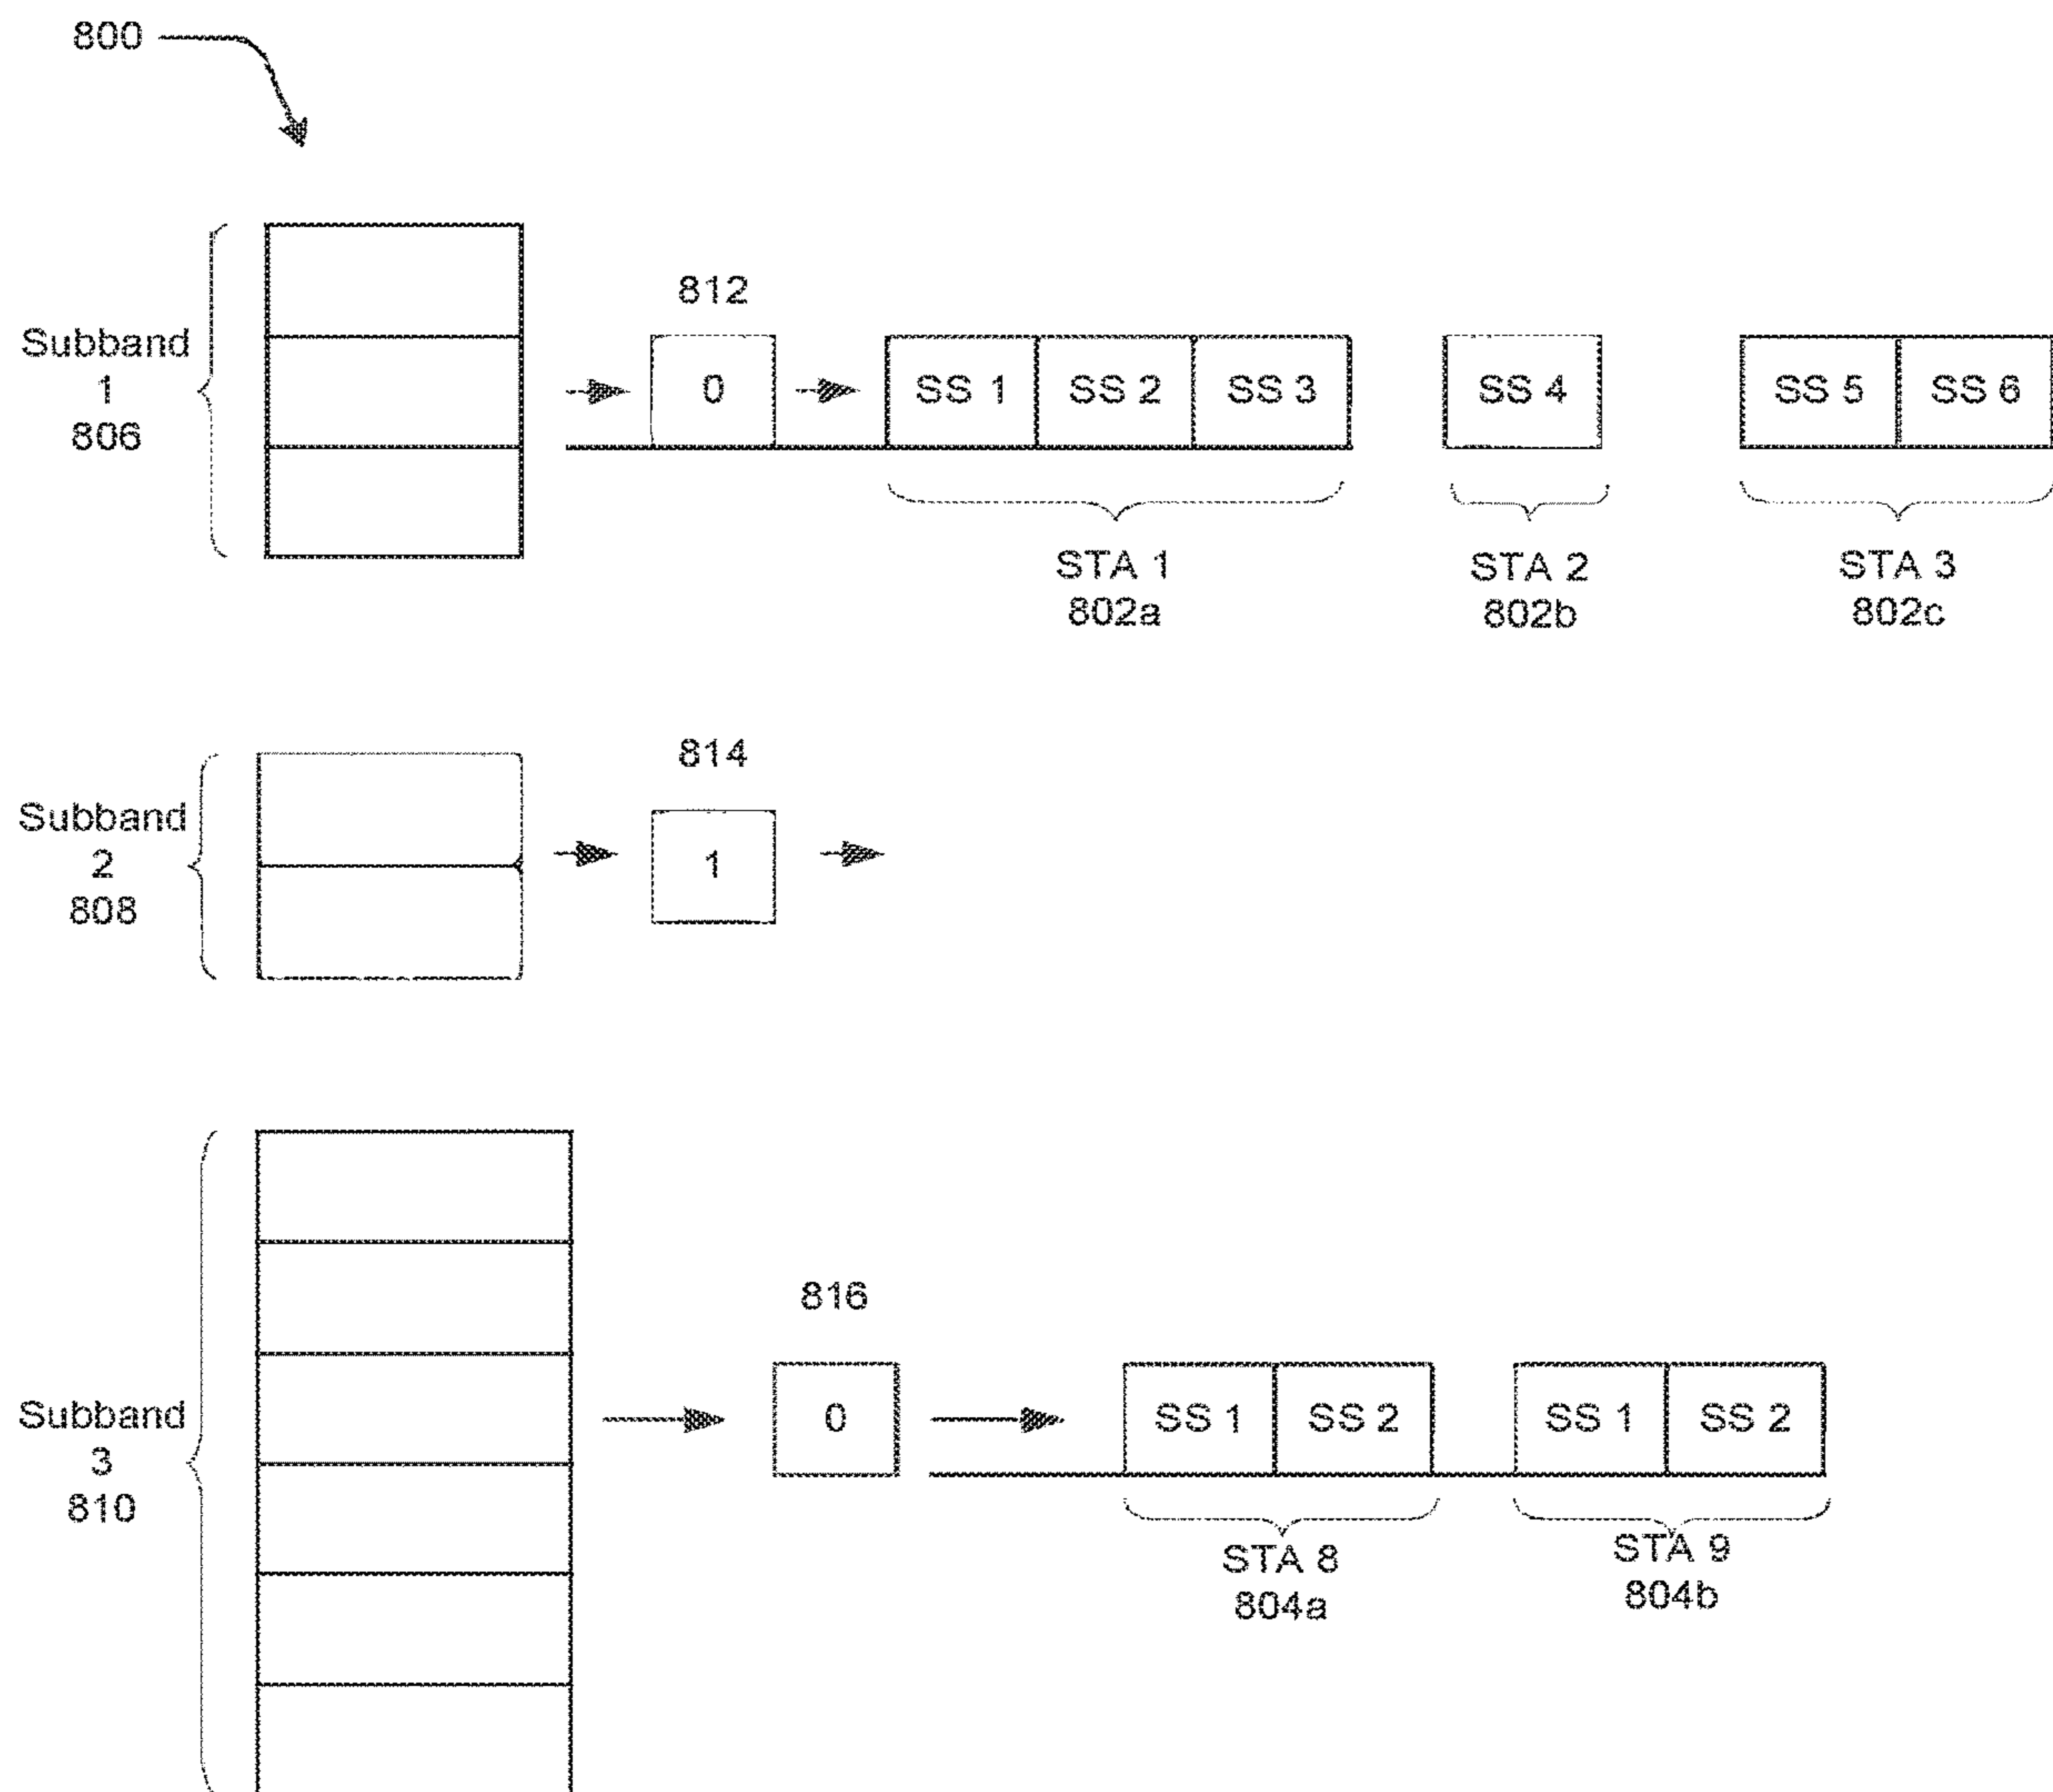 800
812
Subband
1
806
0
SS 1 SS 2 SS 3 SS 4 SS 5 SS 6
STA 1
802a
STA 2
802b
STA 3
802c
814
Subband
2
808
1
816
Subband
3
810
0
SS 1 SS 2 SS 1 SS 2
STA 8
804a
STA 9
804b